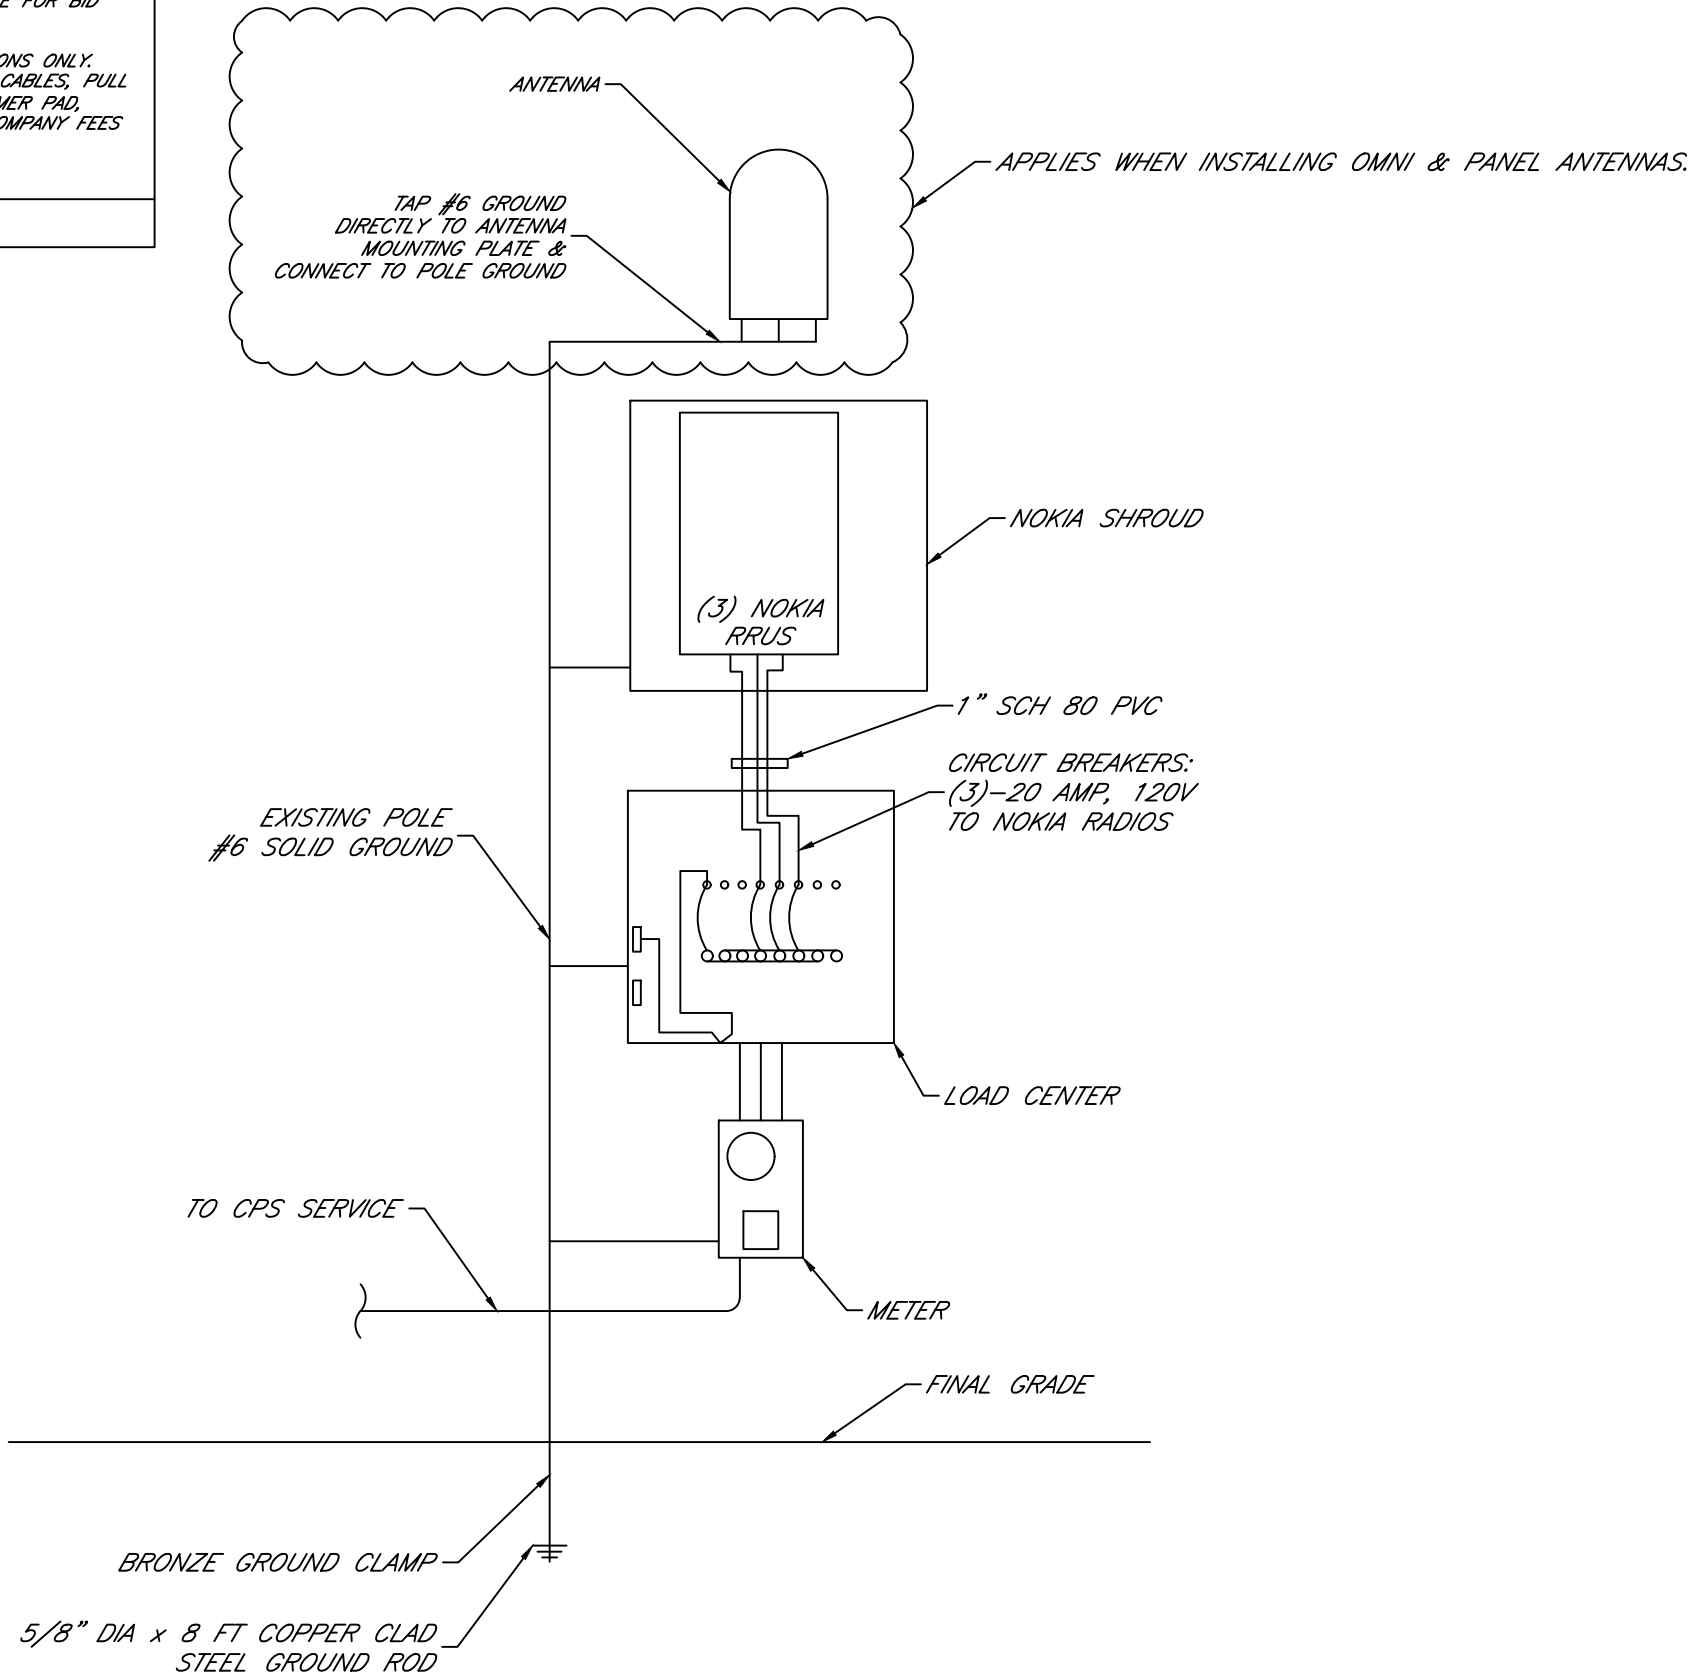 E FOR BID
ONS ONLY.
CABLES, PULL
MER PAD,
OMPANY FEES
ANTENNA
APPLIES WHEN INSTALLING OMNI & PANEL ANTENNAS.
TAP #6 GROUND
DIRECTLY TO ANTENNA
MOUNTING PLATE &
CONNECT TO POLE GROUND
NOKIA SHROUD
(3) NOKIA
RRUS
1" SCH 80 PVC
CIRCUIT BREAKERS:
(3)-20 AMP, 120V
TO NOKIA RADIOS
EXISTING POLE
#6 SOLID GROUND
LOAD CENTER
TO CPS SERVICE
METER
FINAL GRADE
BRONZE GROUND CLAMP
5/8" DIA x 8 FT COPPER CLAD
STEEL GROUND ROD